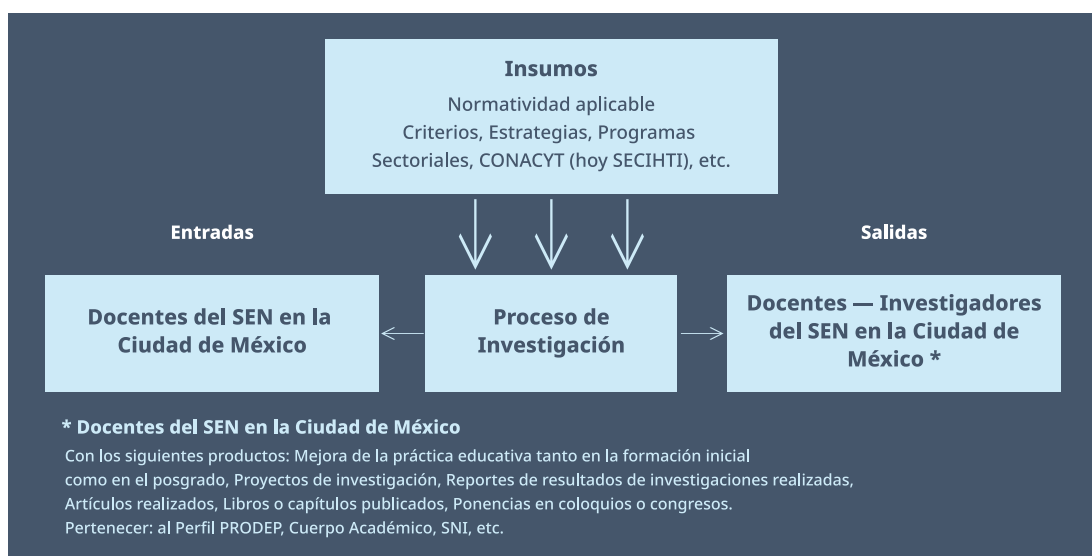 Insumos
Normatividad aplicable
Criterios, Estrategias, Programas
Sectoriales, CONACYT (hoy SECIHTI), etc.
Entradas
Salidas
Docentes del SEN en la
Ciudad de México
Proceso de
Investigación
Docentes — Investigadores
del SEN en la Ciudad de
México *
* Docentes del SEN en la Ciudad de México
Con los siguientes productos: Mejora de la práctica educativa tanto en la formación inicial
como en el posgrado, Proyectos de investigación, Reportes de resultados de investigaciones realizadas,
Artículos realizados, Libros o capítulos publicados, Ponencias en coloquios o congresos.
Pertenecer: al Perfil PRODEP, Cuerpo Académico, SNI, etc.